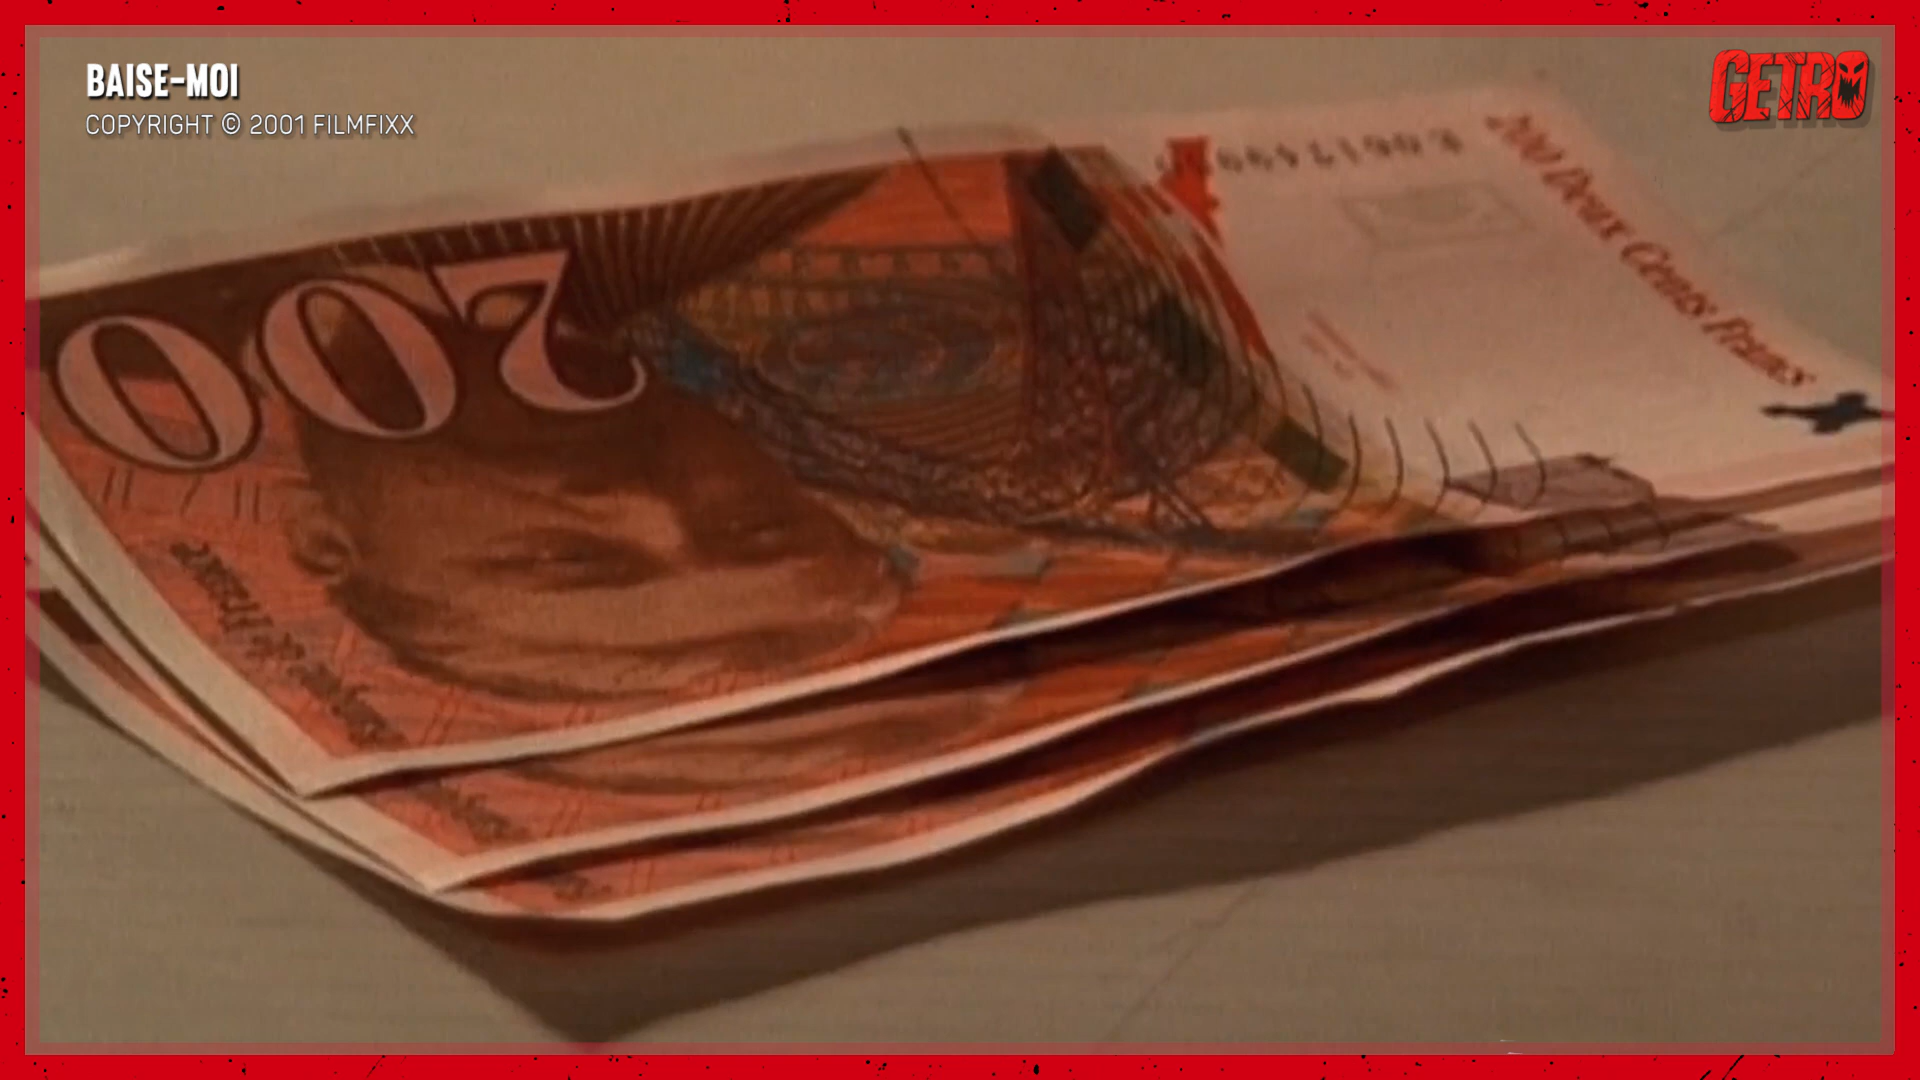 BAISE-MOI
COPYRIGHT © 2001 FILMFIXX
GETRO
200
200 Deux Cents Francs